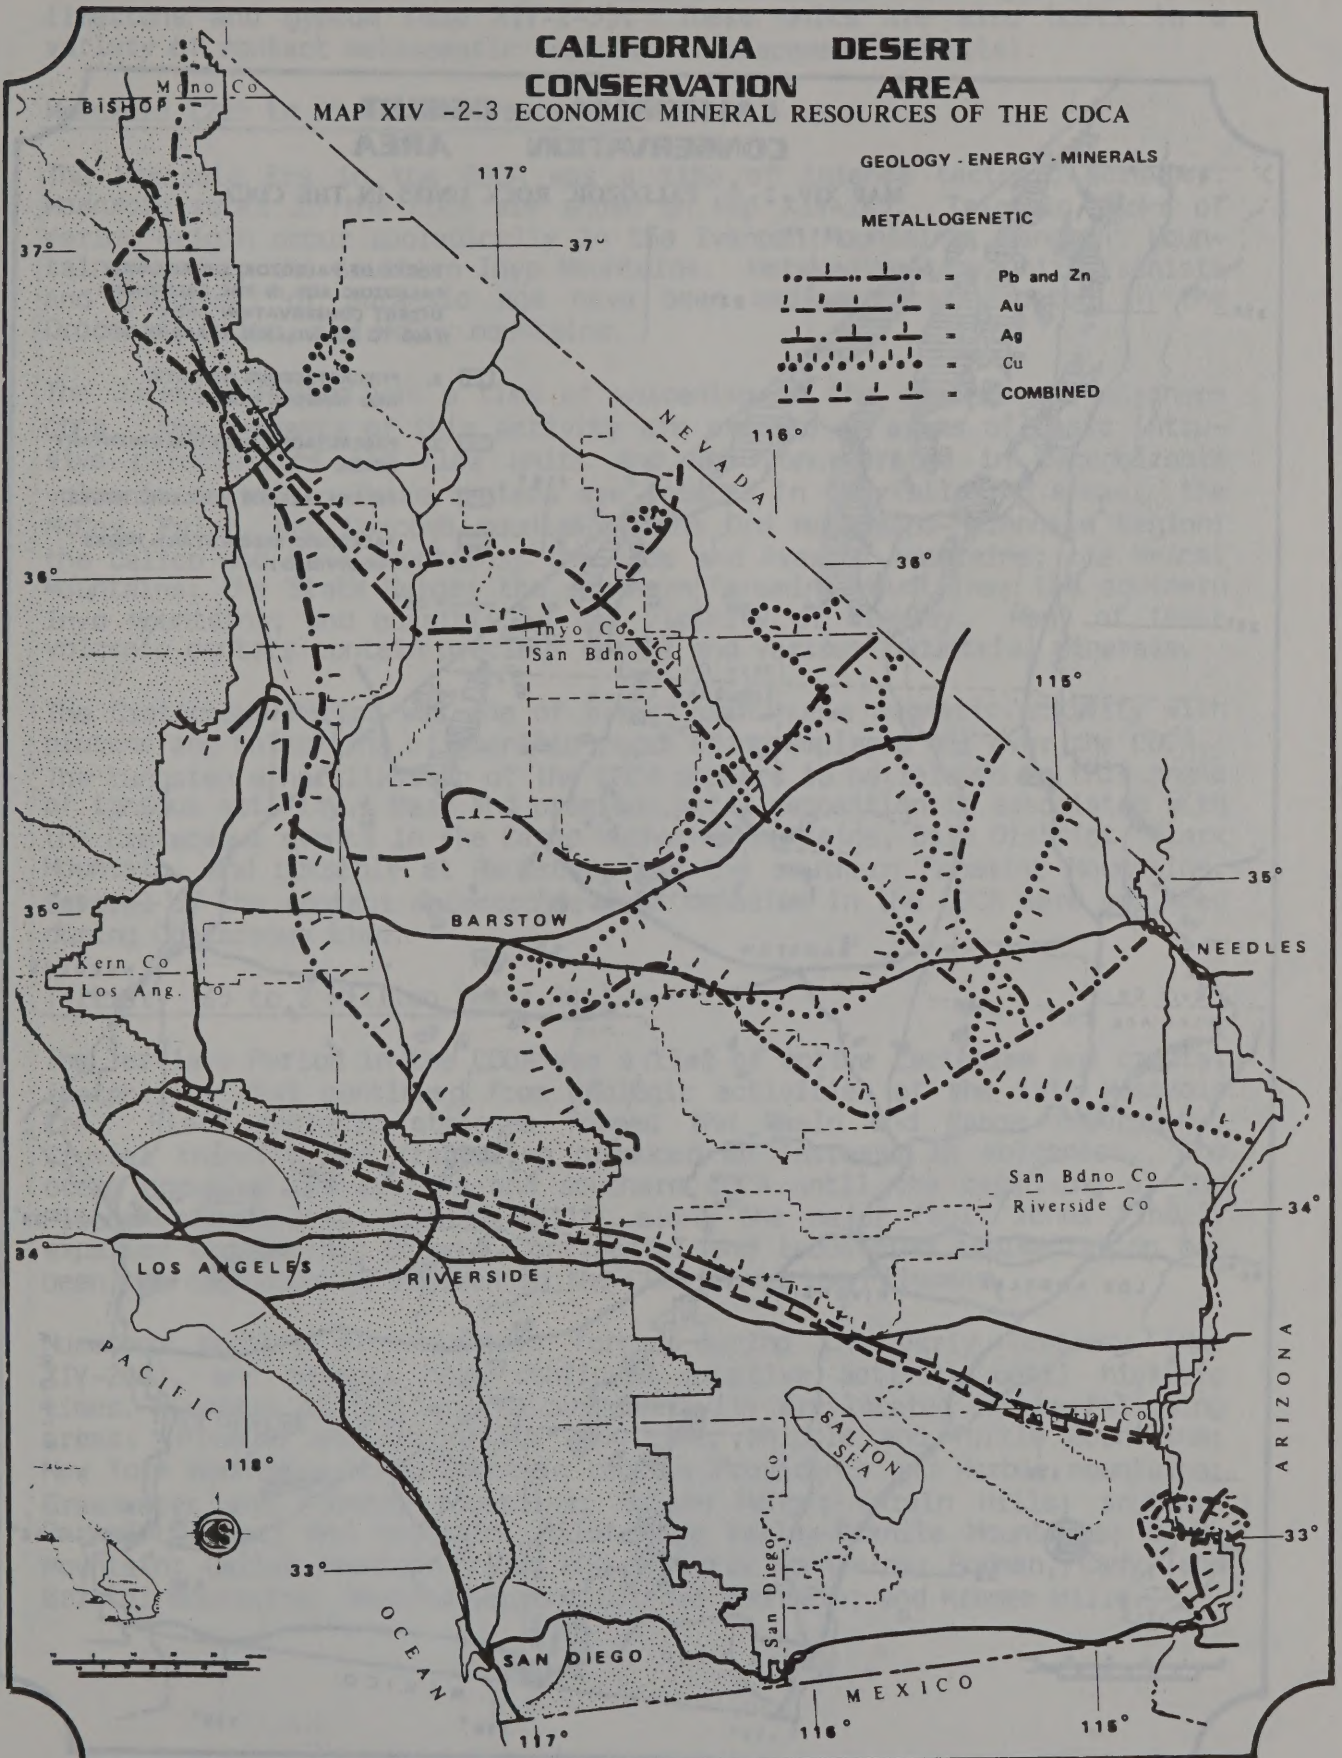 CALIFORNIA DESERT
CONSERVATION AREA
MAP XIV -2-3 ECONOMIC MINERAL RESOURCES OF THE CDCA
GEOLOGY - ENERGY - MINERALS
METALLOGENETIC
= Pb and Zn
= Au
= Ag
= Cu
= COMBINED
Mono Co
BISHOP
117°
37°
37°
NEVADA
116°
36°
36°
Inyo Co
San Bdno Co
115°
35°
35°
BARSTOW
NEEDLES
Kern Co
Los Ang. Co
San Bdno Co
Riverside Co
34°
34°
LOS ANGELES
RIVERSIDE
PACIFIC
ARIZONA
SALTON
SEA
Imperial Co
118°
San Diego Co
33°
33°
OCEAN
SAN DIEGO
MEXICO
117°
116°
115°